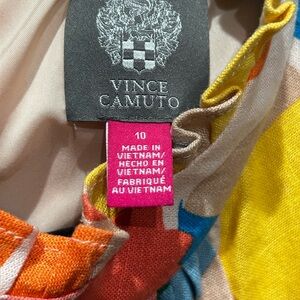 VINCE
CAMUTO
10
MADE IN
VIETNAM/
HECHO EN
VIETNAM/
FABRIQUÉ
AU VIETNAM